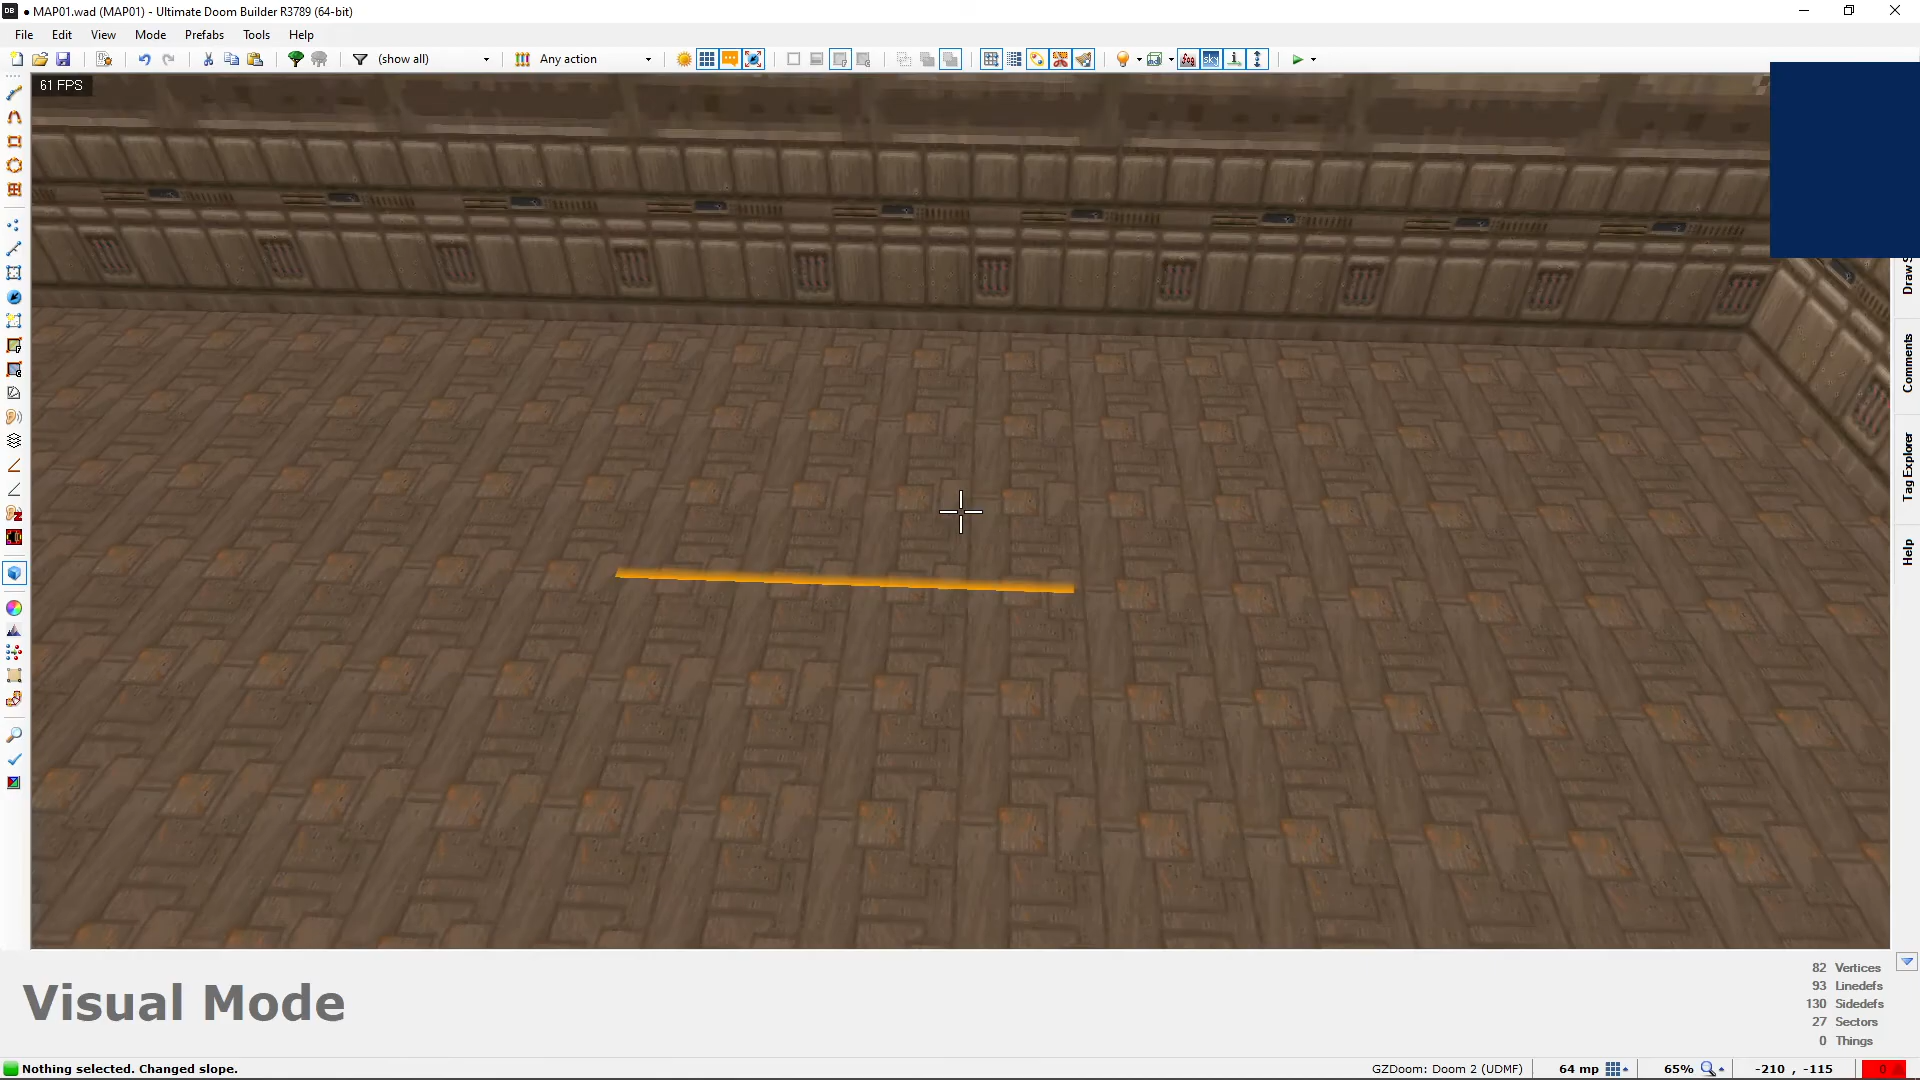 MAP01.wad (MAP01) - Ultimate Doom Builder R3789 (64-bit)
File Edit View Mode Prefabs Tools Help
(show all) Any action
61 FPS
Comments
Tag Explorer
Help
Visual Mode
82 Vertices
93 Linedefs
130 Sidedefs
27 Sectors
0 Things
Nothing selected. Changed slope.
GZDoom: Doom 2 (UDMF) 64 mp 65% -210 , -115 0